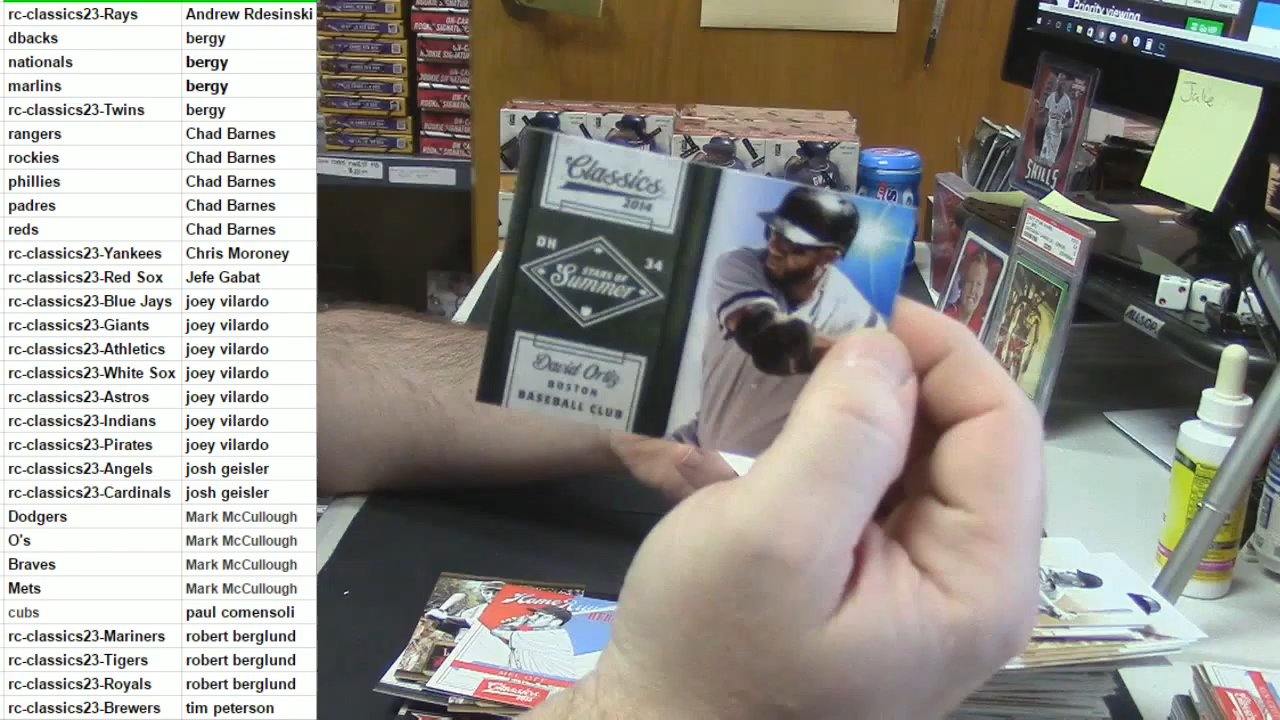 rc-classics23-Rays Andrew Rdesinski
dbacks bergy
nationals bergy
marlins bergy
rc-classics23-Twins bergy
rangers Chad Barnes
rockies Chad Barnes
phillies Chad Barnes
padres Chad Barnes
reds Chad Barnes
rc-classics23-Yankees Chris Moroney
rc-classics23-Red Sox Jefe Gabat
rc-classics23-Blue Jays joey vilardo
rc-classics23-Giants joey vilardo
rc-classics23-Athletics joey vilardo
rc-classics23-White Sox joey vilardo
rc-classics23-Astros joey vilardo
rc-classics23-Indians joey vilardo
rc-classics23-Pirates joey vilardo
rc-classics23-Angels josh geisler
rc-classics23-Cardinals josh geisler
Dodgers Mark McCullough
O's Mark McCullough
Braves Mark McCullough
Mets Mark McCullough
cubs paul comensoli
rc-classics23-Mariners robert berglund
rc-classics23-Tigers robert berglund
rc-classics23-Royals robert berglund
rc-classics23-Brewers tim peterson
Classics
2014
DH 34
STARS OF
Summer
David Ortiz
BOSTON
BASEBALL CLUB
Priority viewing
Julie
SKILLS
ALLSOP
Home Run
Classics